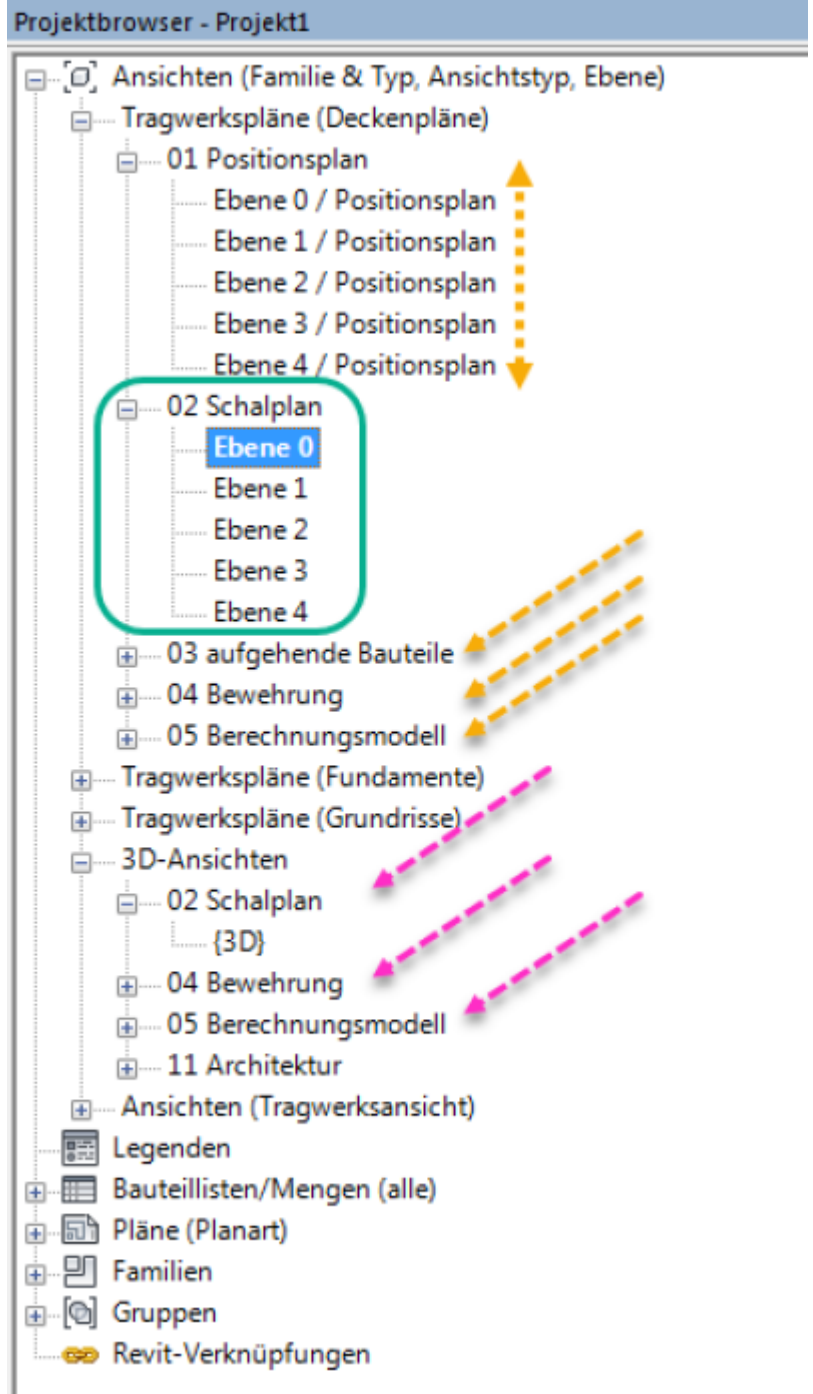 Projektbrowser - Projekt1
Ansichten (Familie & Typ, Ansichtstyp, Ebene)
Tragwerkspläne (Deckenpläne)
01 Positionsplan
Ebene 0 / Positionsplan
Ebene 1 / Positionsplan
Ebene 2 / Positionsplan
Ebene 3 / Positionsplan
Ebene 4 / Positionsplan
02 Schalplan
Ebene 0
Ebene 1
Ebene 2
Ebene 3
Ebene 4
03 aufgehende Bauteile
04 Bewehrung
05 Berechnungsmodell
Tragwerkspläne (Fundamente)
Tragwerkspläne (Grundrisse)
3D-Ansichten
02 Schalplan
{3D}
04 Bewehrung
05 Berechnungsmodell
11 Architektur
Ansichten (Tragwerksansicht)
Legenden
Bauteillisten/Mengen (alle)
Pläne (Planart)
Familien
Gruppen
Revit-Verknüpfungen